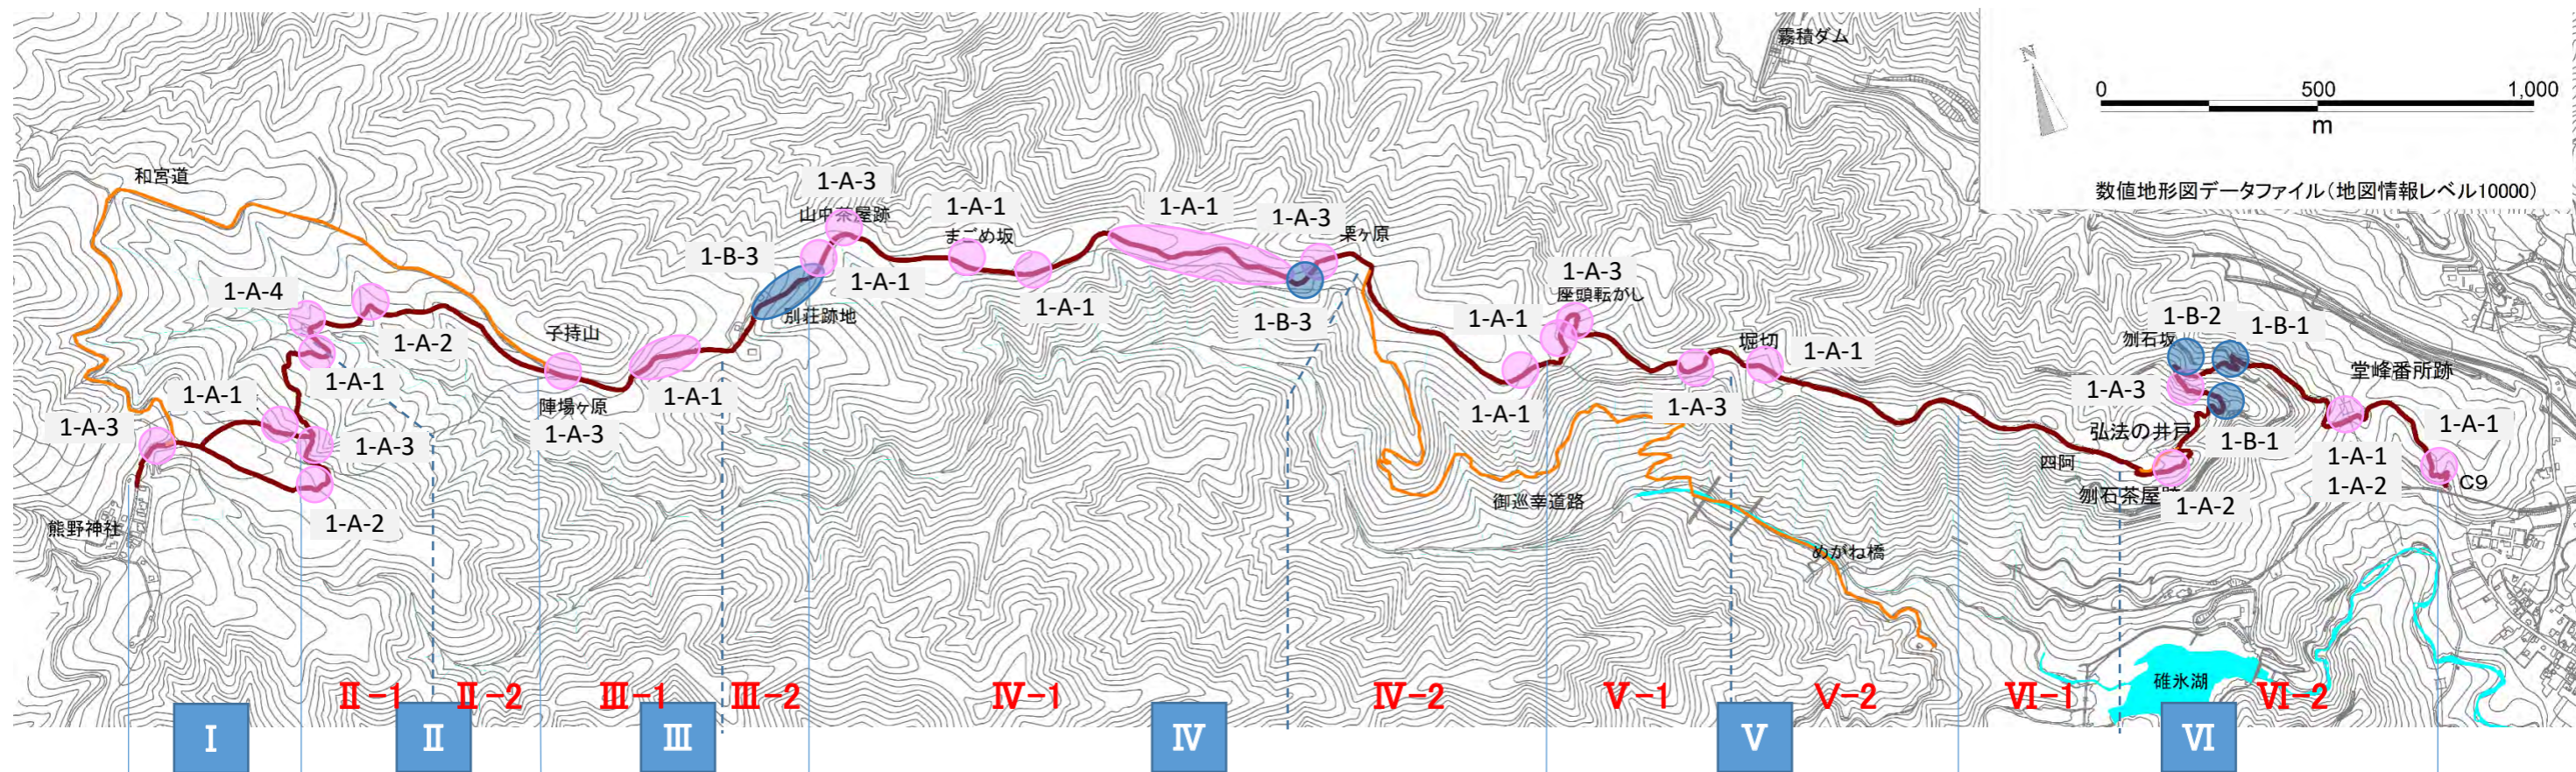 霧積ダム
N
0 500 1,000
m
数値地形図データファイル(地図情報レベル10000)
和宮道
1-A-3
山中茶屋跡
1-A-1
まごめ坂
1-A-1
1-A-3
栗ヶ原
1-B-3
1-A-1
別荘跡地
1-A-1
1-B-3
1-A-4
1-A-2
1-A-1
子持山
陣場ヶ原
1-A-3
1-A-1
1-A-1
1-A-3
1-A-3
1-A-2
熊野神社
1-A-3
座頭転がし
1-A-1
1-A-1
堀切
1-A-1
1-A-3
御巡幸道路
めがね橋
1-B-2
刎石坂
1-B-1
1-A-3
堂峰番所跡
弘法の井戸
1-B-1
四阿
刎石茶屋跡
1-A-2
1-A-1
1-A-2
1-A-1
C9
碓氷湖
Ⅱ-1
Ⅱ-2
Ⅲ-1
Ⅲ-2
Ⅳ-1
Ⅳ-2
Ⅴ-1
Ⅴ-2
Ⅵ-1
Ⅵ-2
Ⅰ
Ⅱ
Ⅲ
Ⅳ
Ⅴ
Ⅵ